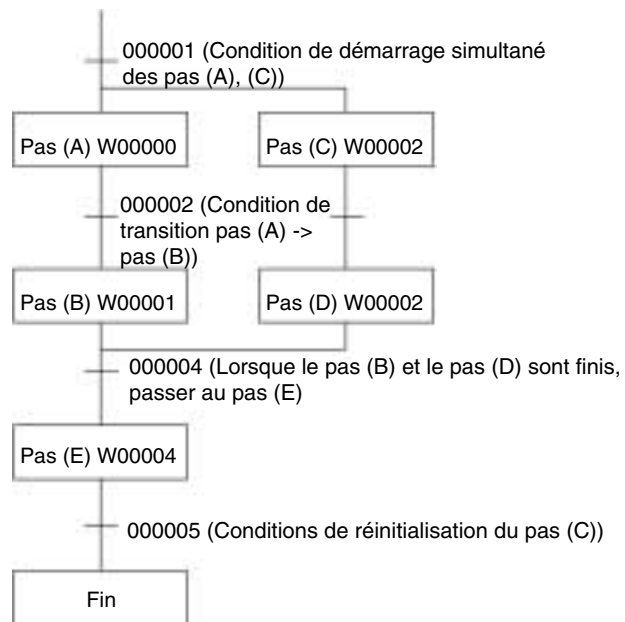 000001 (Condition de démarrage simultané
des pas (A), (C))
Pas (A) W00000
Pas (C) W00002
000002 (Condition de
transition pas (A) ->
pas (B))
Pas (B) W00001
Pas (D) W00002
000004 (Lorsque le pas (B) et le pas (D) sont finis,
passer au pas (E)
Pas (E) W00004
000005 (Conditions de réinitialisation du pas (C))
Fin